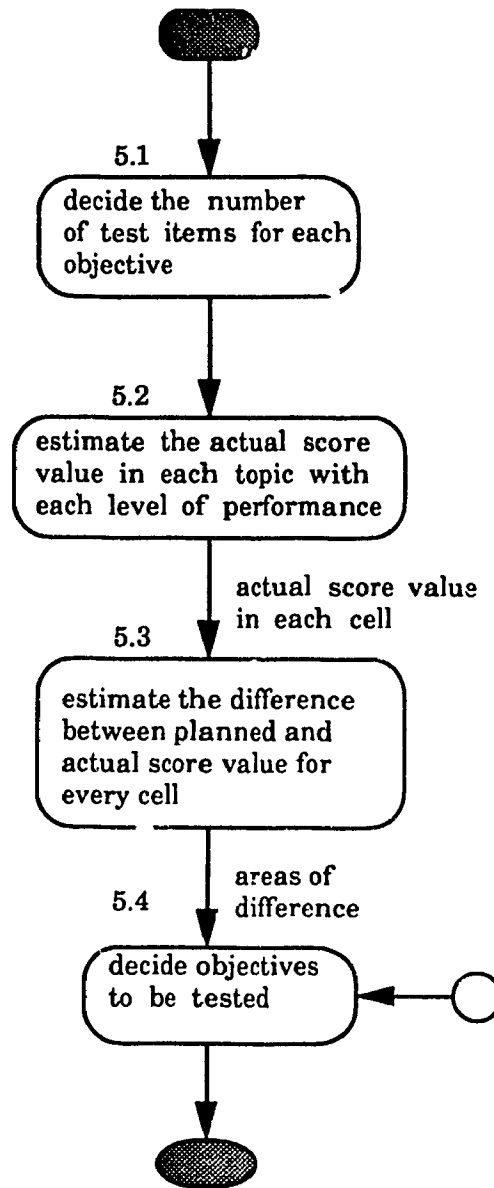 5.1
decide the number
of test items for each
objective
5.2
estimate the actual score
value in each topic with
each level of performance
actual score value
in each cell
5.3
estimate the difference
between planned and
actual score value for
every cell
areas of
difference
5.4
decide objectives
to be tested